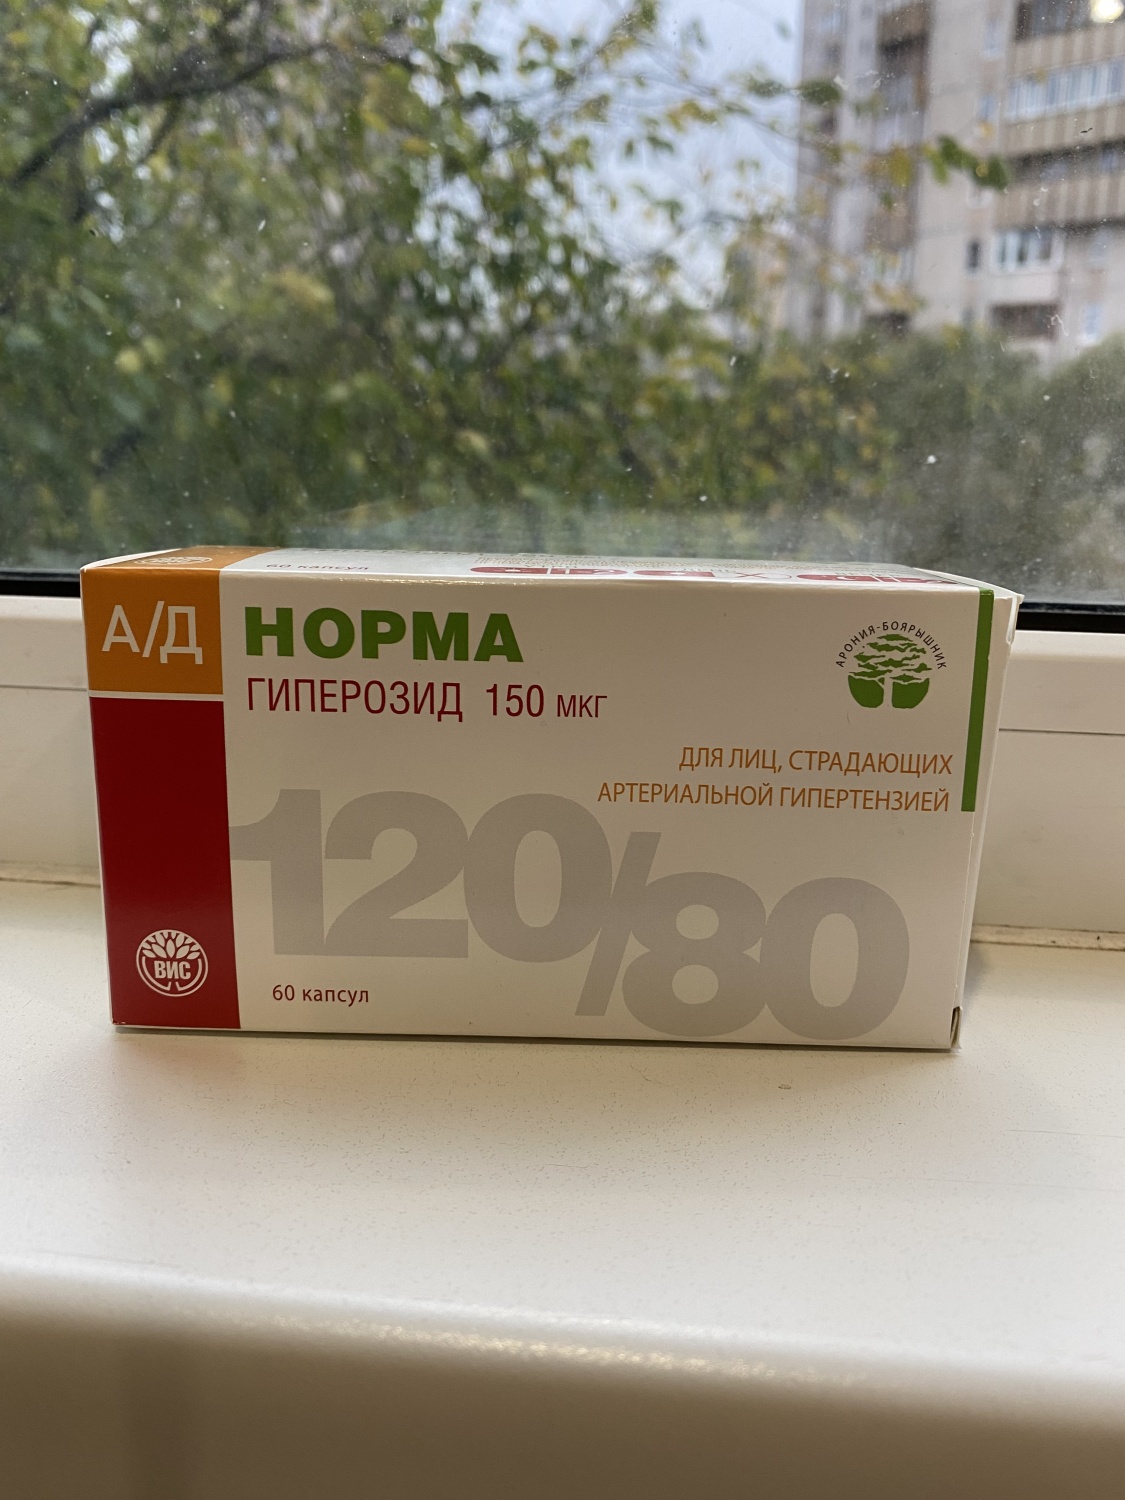 60 капсул
А/Д
НОРМА
ГИПЕРОЗИД 150 МКГ
АРОНИЯ-БОЯРЫШНИК
ДЛЯ ЛИЦ, СТРАДАЮЩИХ
АРТЕРИАЛЬНОЙ ГИПЕРТЕНЗИЕЙ
120/80
ВИС
60 капсул